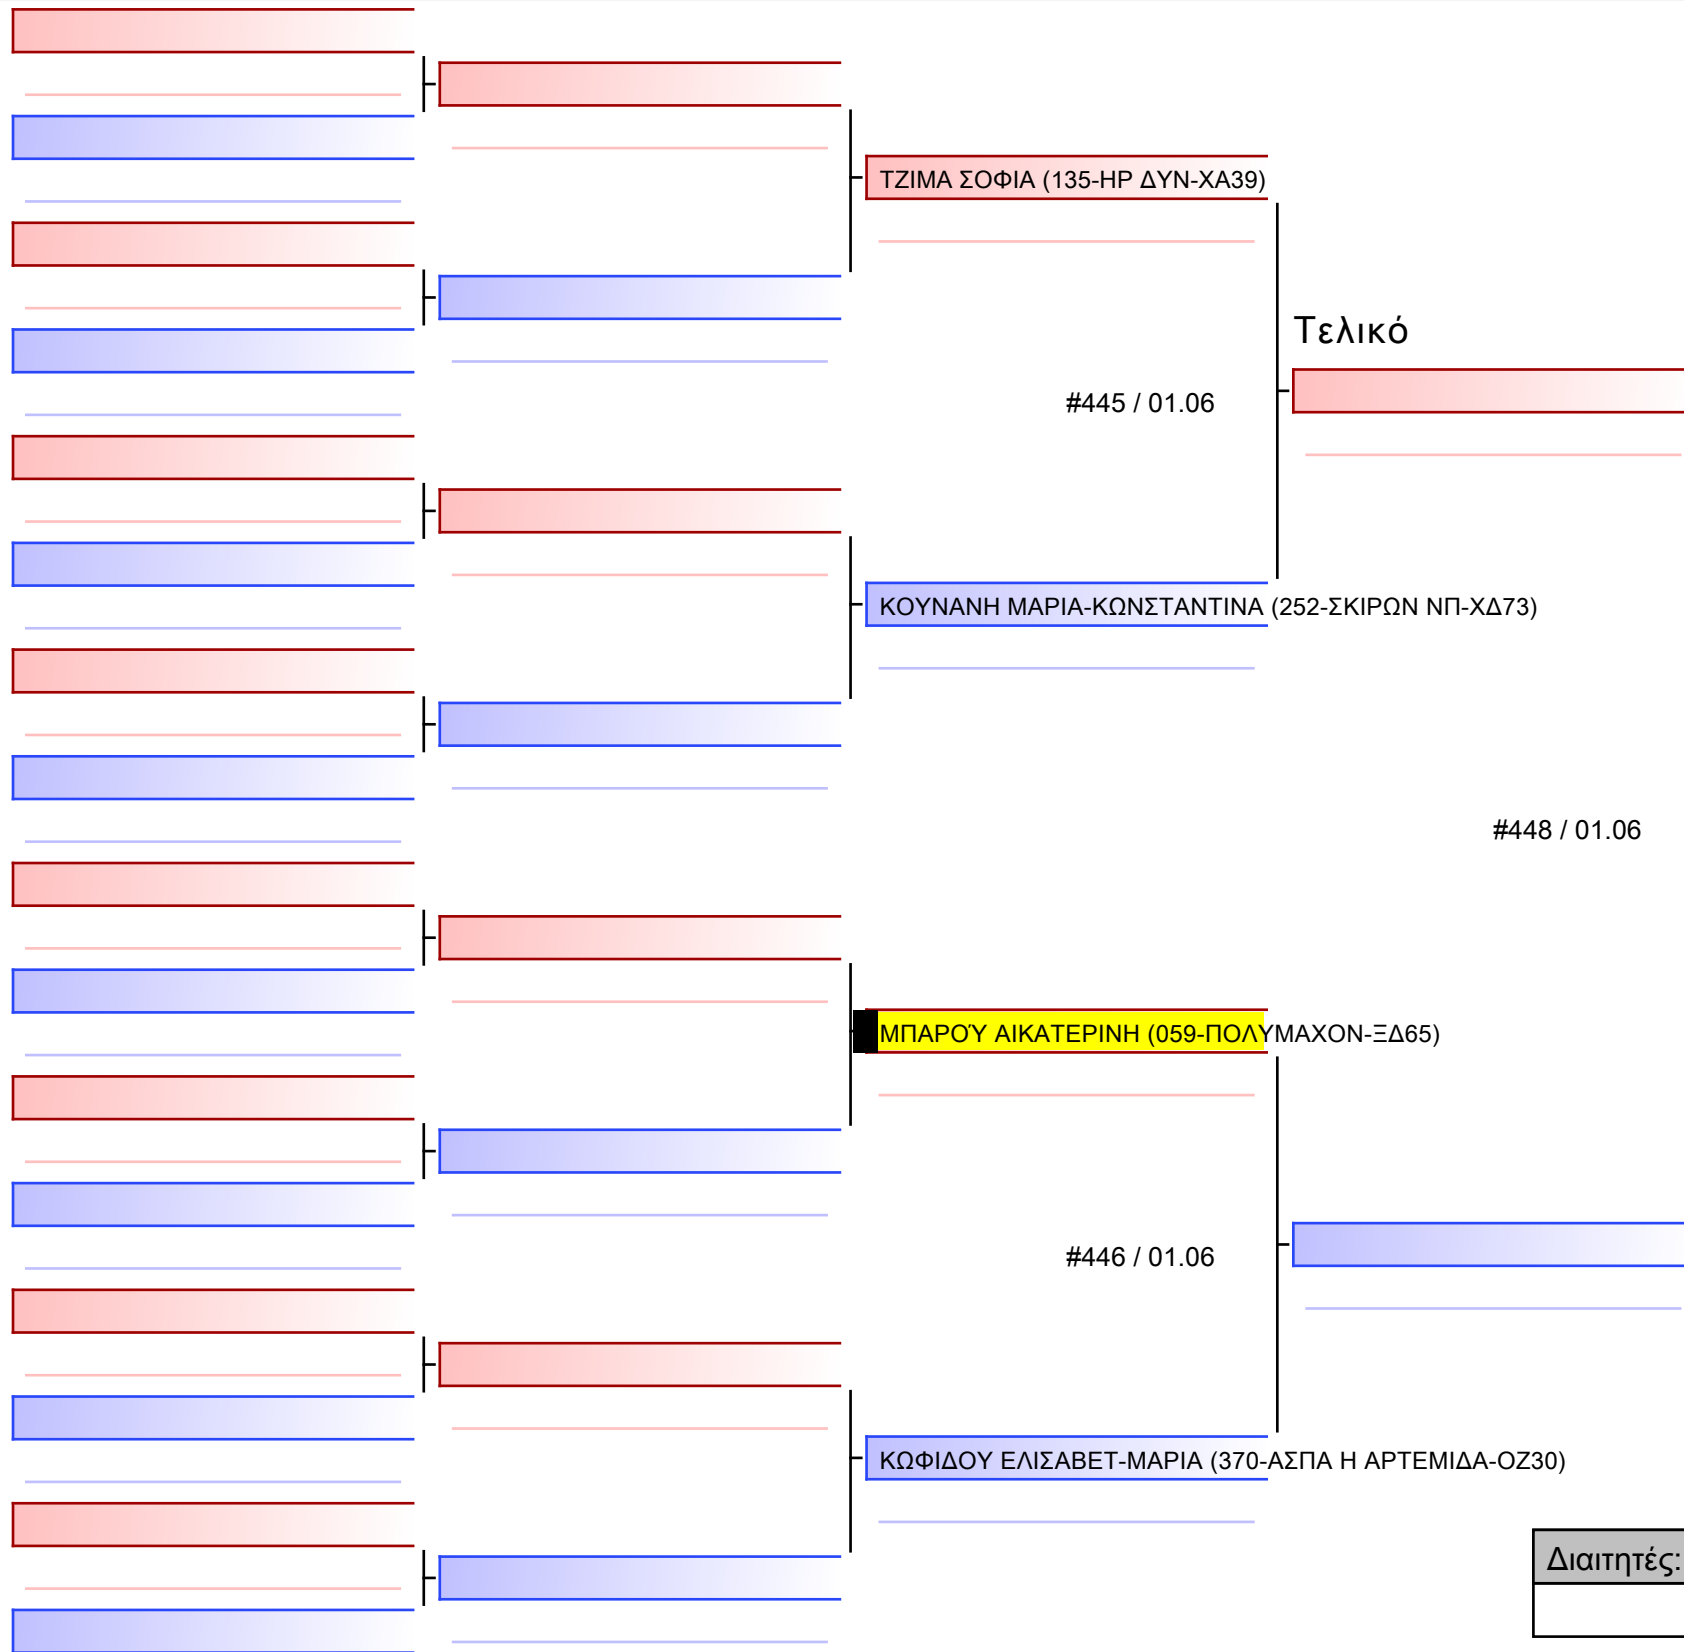 ΤΖΙΜΑ ΣΟΦΙΑ (135-ΗΡ ΔΥΝ-ΧΑ39)
Τελικό
#445 / 01.06
ΚΟΥΝΑΝΗ ΜΑΡΙΑ-ΚΩΝΣΤΑΝΤΙΝΑ (252-ΣΚΙΡΩΝ ΝΠ-ΧΔ73)
#448 / 01.06
ΜΠΑΡΟΎ ΑΙΚΑΤΕΡΙΝΗ (059-ΠΟΛΥΜΑΧΟΝ-ΞΔ65)
#446 / 01.06
ΚΩΦΙΔΟΥ ΕΛΙΣΑΒΕΤ-ΜΑΡΙΑ (370-ΑΣΠΑ Η ΑΡΤΕΜΙΔΑ-ΟΖ30)
Διαιτητές: